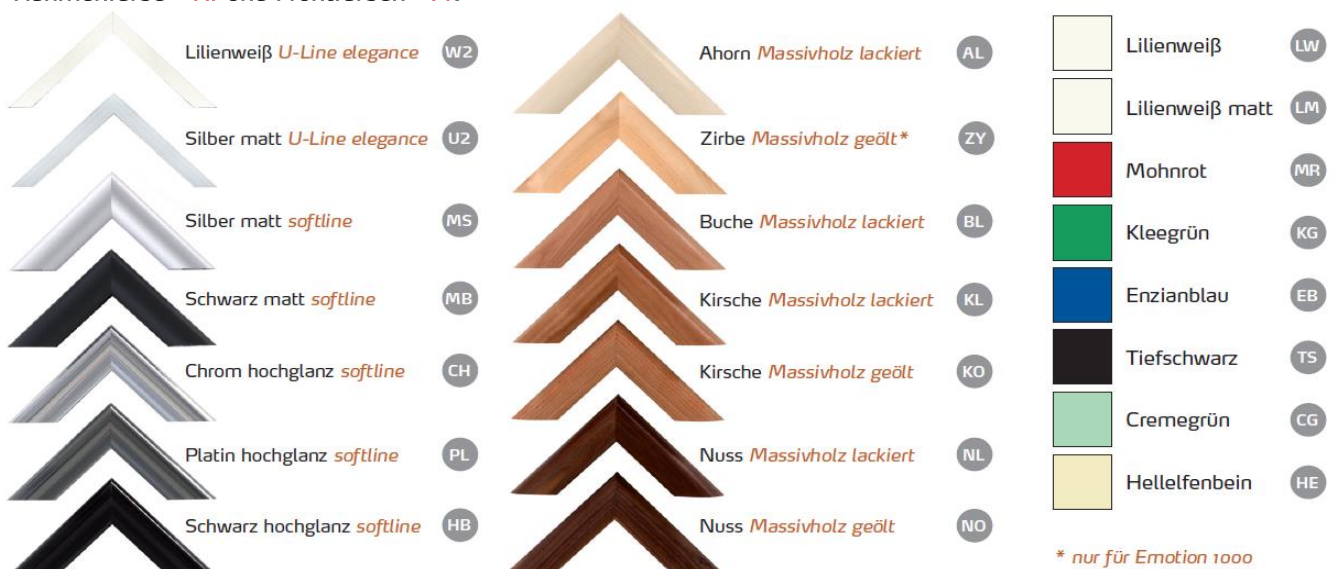 Lilienweiß U-Line elegance W2
Silber matt U-Line elegance U2
Silber matt softline MS
Schwarz matt softline MB
Chrom hochglanz softline CH
Platin hochglanz softline PL
Schwarz hochglanz softline HB
Ahorn Massivholz lackiert AL
Zirbe Massivholz geölt* ZY
Buche Massivholz lackiert BL
Kirsche Massivholz lackiert KL
Kirsche Massivholz geölt KO
Nuss Massivholz lackiert NL
Nuss Massivholz geölt NO
Lilienweiß LW
Lilienweiß matt LM
Mohnrot MR
Kleegrün KG
Enzianblau EB
Tiefschwarz TS
Cremegrün CG
Hellelfenbein HE
* nur für Emotion 1000